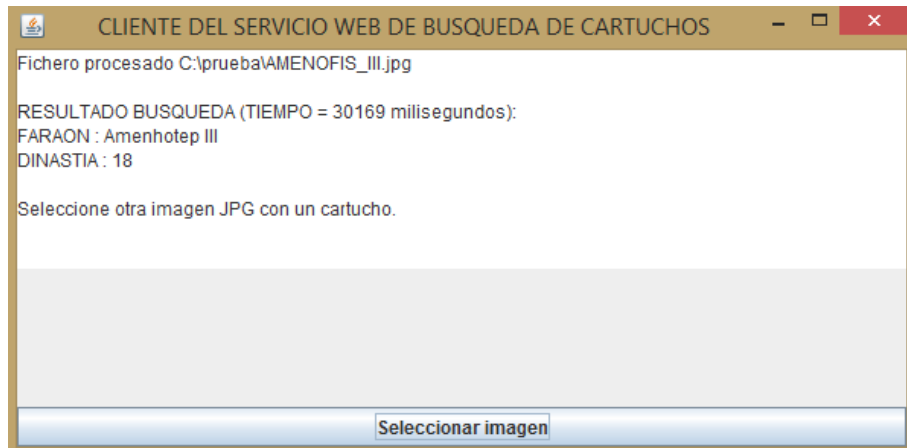 CLIENTE DEL SERVICIO WEB DE BUSQUEDA DE CARTUCHOS
Fichero procesado C:\prueba\AMENOFIS_III.jpg
RESULTADO BUSQUEDA (TIEMPO = 30169 milisegundos):
FARAON : Amenhotep III
DINASTIA : 18
Seleccione otra imagen JPG con un cartucho.
Seleccionar imagen